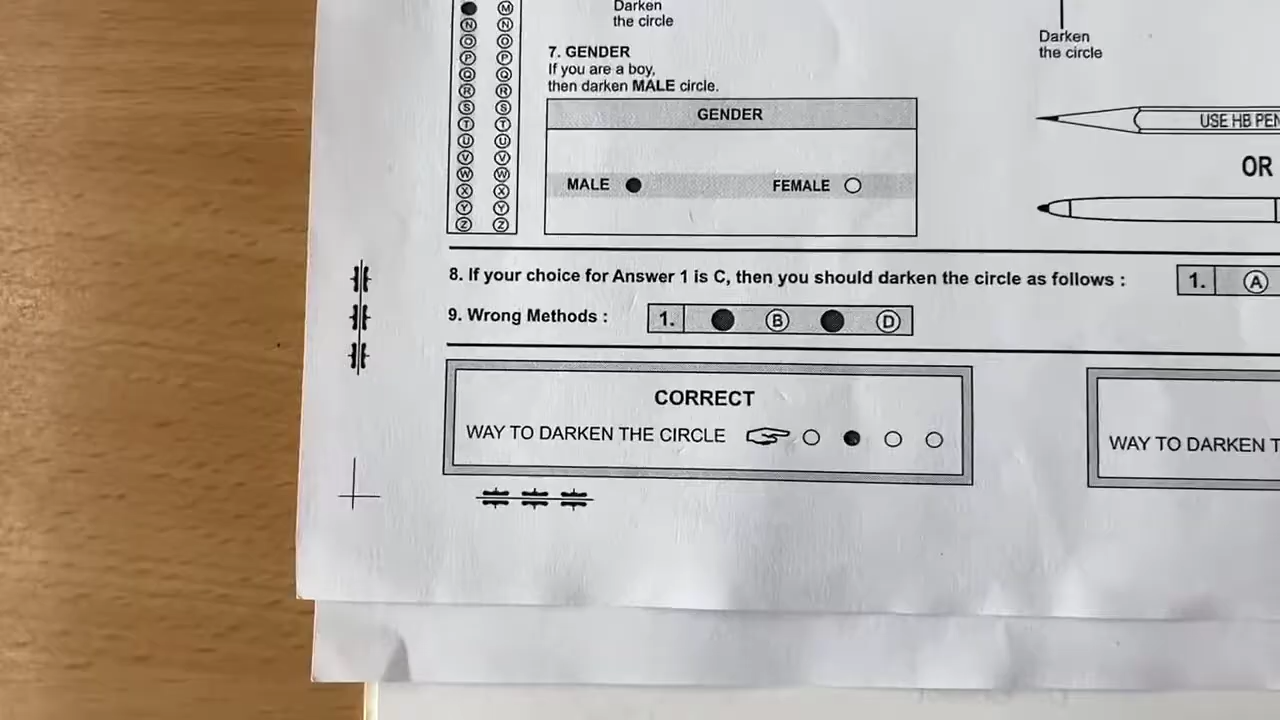 Darken
the circle
Darken
the circle
M
N N
O O
P P
Q Q
R R
S S
T T
U U
V V
W W
X X
Y Y
Z Z
7. GENDER
If you are a boy,
then darken MALE circle.
GENDER
MALE FEMALE
USE HB PEN
OR
8. If your choice for Answer 1 is C, then you should darken the circle as follows : 1. A
9. Wrong Methods : 1. B D
CORRECT
WAY TO DARKEN THE CIRCLE
WAY TO DARKEN T